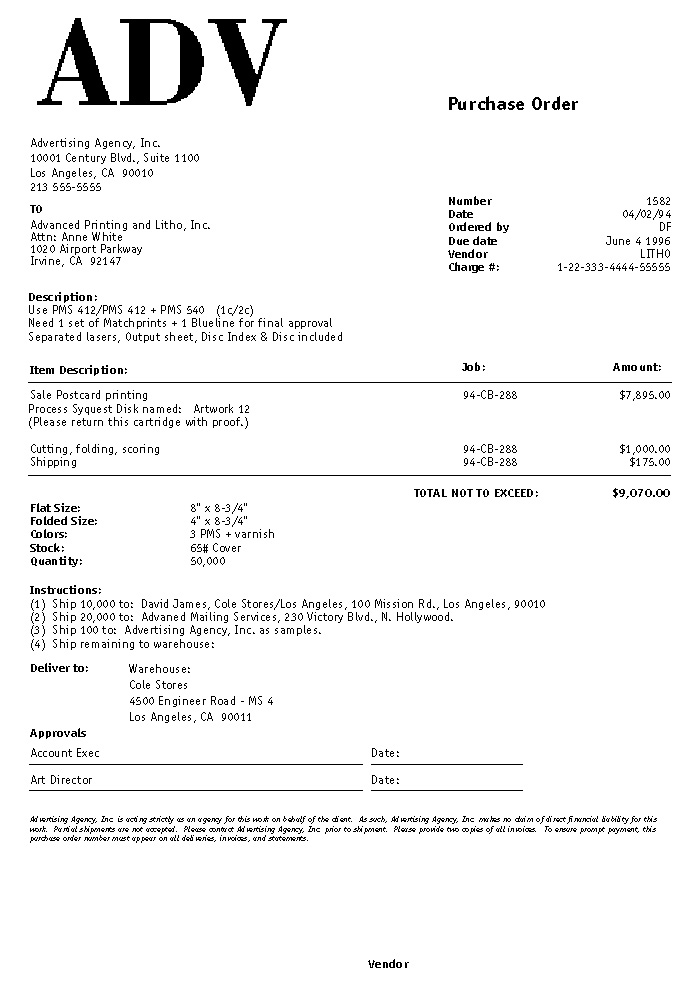 ADV
Purchase Order
Advertising Agency, Inc.
10001 Century Blvd., Suite 1100
Los Angeles, CA 90010
213 555-5555
TO
Advanced Printing and Litho, Inc.
Attn: Anne White
1020 Airport Parkway
Irvine, CA 92147
Number 1582
Date 04/02/94
Ordered by DF
Due date June 4 1996
Vendor LITHO
Charge #: 1-22-333-4444-55555
Description:
Use PMS 412/PMS 412 + PMS 540 (1c/2c)
Need 1 set of Matchprints + 1 Blueline for final approval
Separated lasers, Output sheet, Disc Index & Disc included
Item Description: Job: Amount:
Sale Postcard printing 94-CB-288 $7,895.00
Process Syquest Disk named: Artwork 12
(Please return this cartridge with proof.)
Cutting, folding, scoring 94-CB-288 $1,000.00
Shipping 94-CB-288 $175.00
TOTAL NOT TO EXCEED: $9,070.00
Flat Size: 8" x 8-3/4"
Folded Size: 4" x 8-3/4"
Colors: 3 PMS + varnish
Stock: 65# Cover
Quantity: 50,000
Instructions:
(1) Ship 10,000 to: David James, Cole Stores/Los Angeles, 100 Mission Rd., Los Angeles, 90010
(2) Ship 20,000 to: Advaned Mailing Services, 230 Victory Blvd., N. Hollywood.
(3) Ship 100 to: Advertising Agency, Inc. as samples.
(4) Ship remaining to warehouse:
Deliver to: Warehouse:
Cole Stores
4500 Engineer Road - MS 4
Los Angeles, CA 90011
Approvals
Account Exec Date:
Art Director Date:
Advertising Agency, Inc. is acting strictly as an agency for this work on behalf of the client. As such, Advertising Agency, Inc. makes no claim of direct financial liability for this
work. Partial shipments are not accepted. Please contact Advertising Agency, Inc. prior to shipment. Please provide two copies of all invoices. To ensure prompt payment, this
purchase order number must appear on all deliveries, invoices, and statements.
Vendor